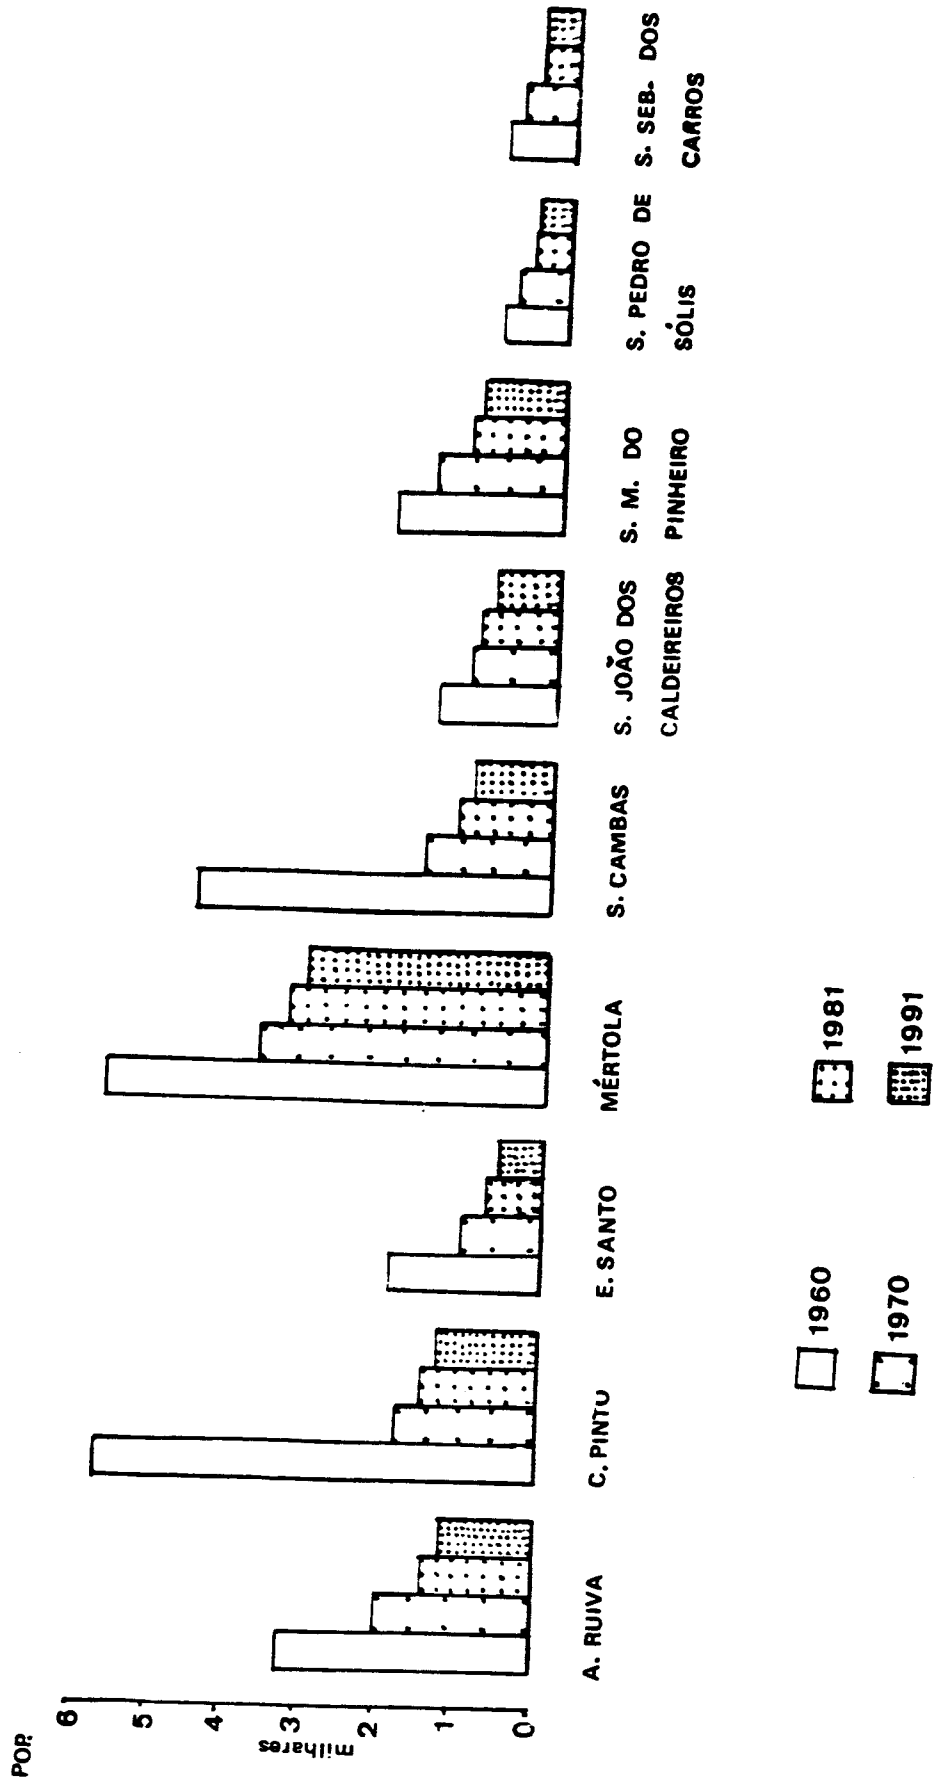 POP.
6
5
4
3
2
1
0
milhares
A. RUIVA
C. PINTO
E. SANTO
MÉRTOLA
S. CAMBAS
S. JOÃO DOS
CALDEIREIROS
S. M. DO
PINHEIRO
S. PEDRO DE
SÓLIS
S. SEB. DOS
CARROS
1960
1970
1981
1991